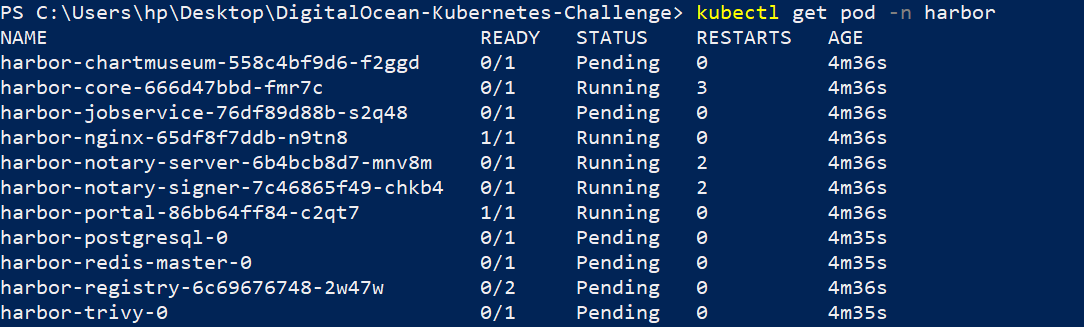 PS C:\Users\hp\Desktop\DigitalOcean-Kubernetes-Challenge> kubectl get pod -n harbor
NAME READY STATUS RESTARTS AGE
harbor-chartmuseum-558c4bf9d6-f2ggd 0/1 Pending 0 4m36s
harbor-core-666d47bbd-fmr7c 0/1 Running 3 4m36s
harbor-jobservice-76df89d88b-s2q48 0/1 Pending 0 4m36s
harbor-nginx-65df8f7ddb-n9tn8 1/1 Running 0 4m36s
harbor-notary-server-6b4bcb8d7-mnv8m 0/1 Running 2 4m36s
harbor-notary-signer-7c46865f49-chkb4 0/1 Running 2 4m36s
harbor-portal-86bb64ff84-c2qt7 1/1 Running 0 4m36s
harbor-postgresql-0 0/1 Pending 0 4m35s
harbor-redis-master-0 0/1 Pending 0 4m35s
harbor-registry-6c69676748-2w47w 0/2 Pending 0 4m36s
harbor-trivy-0 0/1 Pending 0 4m35s